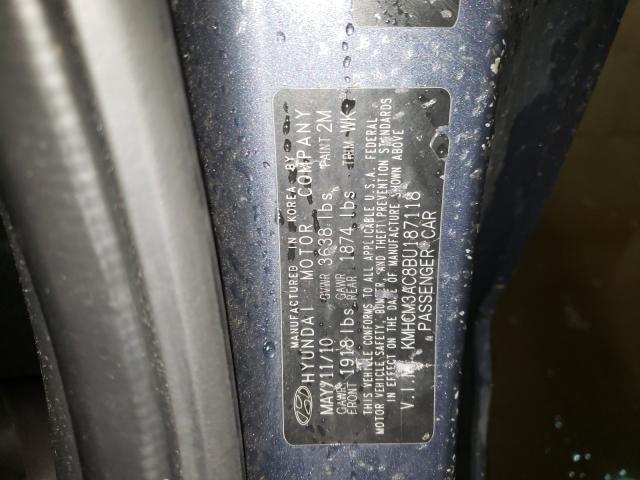 MANUFACTURED IN KOREA BY
HYUNDAI MOTOR COMPANY
MAY/11/10 GVWR 3638 lbs PAINT 2M
GAWR FRONT 1918 lbs GAWR REAR 1874 lbs TRIM WK
THIS VEHICLE CONFORMS TO ALL APPLICABLE U.S.A. FEDERAL
MOTOR VEHICLE SAFETY, BUMPER, AND THEFT PREVENTION STANDARDS
IN EFFECT ON THE DATE OF MANUFACTURE SHOWN ABOVE
V.I.N: KMHCM3AC8BU187118
PASSENGER CAR